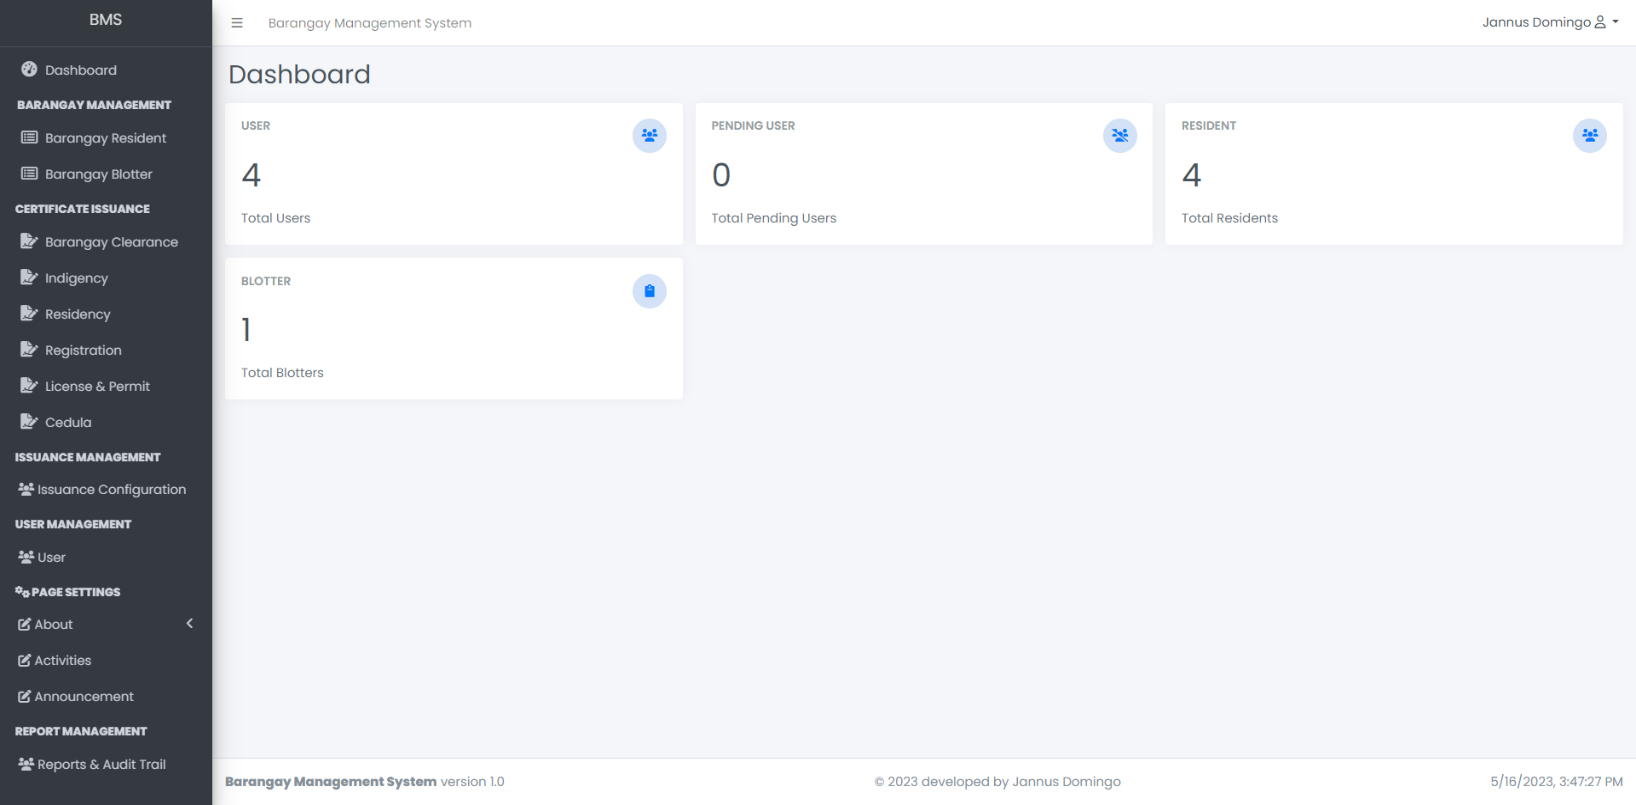 BMS
Dashboard
BARANGAY MANAGEMENT
Barangay Resident
Barangay Blotter
CERTIFICATE ISSUANCE
Barangay Clearance
Indigency
Residency
Registration
License & Permit
Cedula
ISSUANCE MANAGEMENT
Issuance Configuration
USER MANAGEMENT
User
PAGE SETTINGS
About
Activities
Announcement
REPORT MANAGEMENT
Reports & Audit Trail
Barangay Management System
Jannus Domingo
Dashboard
USER
4
Total Users
PENDING USER
0
Total Pending Users
RESIDENT
4
Total Residents
BLOTTER
1
Total Blotters
Barangay Management System version 1.0
© 2023 developed by Jannus Domingo
5/16/2023, 3:47:27 PM